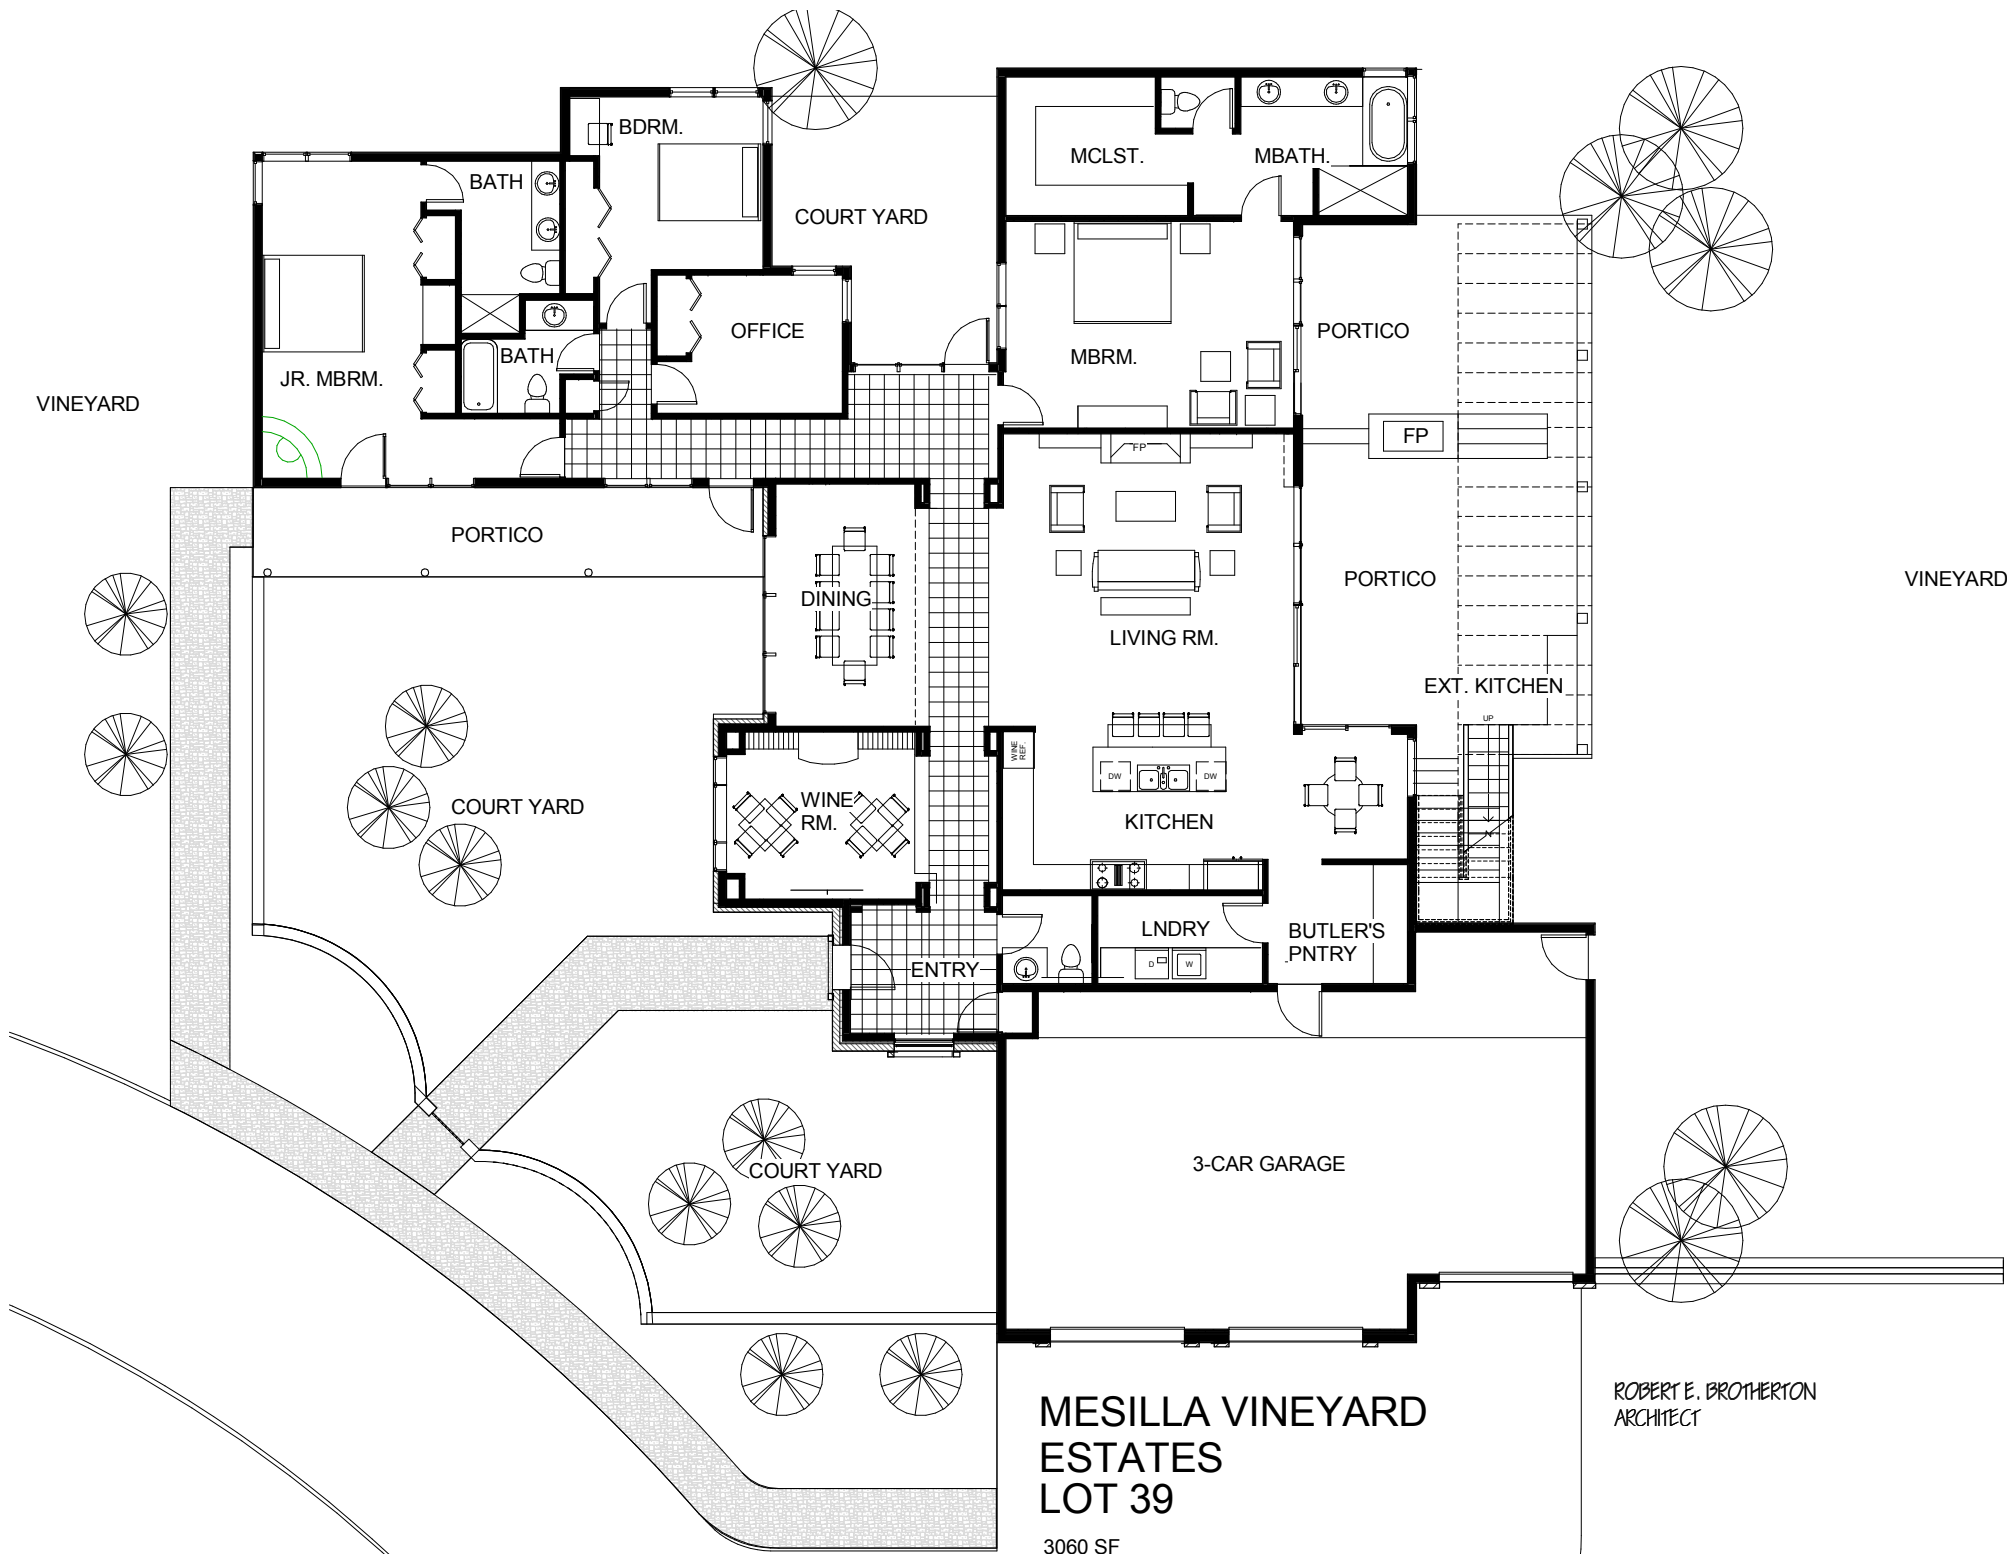 BDRM.
BATH
MCLST.
MBATH.
COURT YARD
OFFICE
PORTICO
BATH
MBRM.
JR. MBRM.
VINEYARD
FP
FP
PORTICO
PORTICO
VINEYARD
DINING
LIVING RM.
EXT. KITCHEN
UP
WINE
REF.
DW
DW
WINE
RM.
COURT YARD
KITCHEN
LNDRY
BUTLER'S
PNTRY
D
W
ENTRY
COURT YARD
3-CAR GARAGE
MESILLA VINEYARD
ESTATES
LOT 39
3060 SF
ROBERT E. BROTHERTON
ARCHITECT